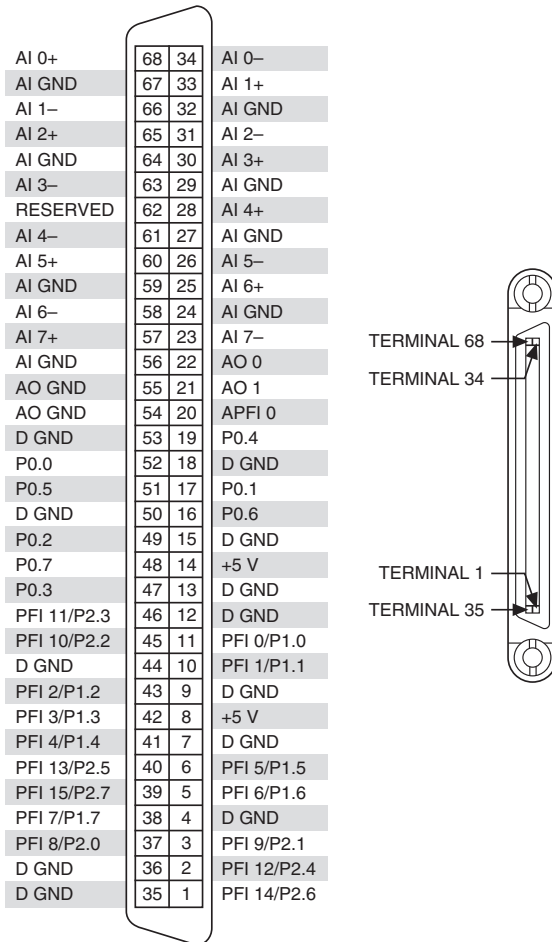 AI 0+ 68 34 AI 0–
AI GND 67 33 AI 1+
AI 1– 66 32 AI GND
AI 2+ 65 31 AI 2–
AI GND 64 30 AI 3+
AI 3– 63 29 AI GND
RESERVED 62 28 AI 4+
AI 4– 61 27 AI GND
AI 5+ 60 26 AI 5–
AI GND 59 25 AI 6+
AI 6– 58 24 AI GND
AI 7+ 57 23 AI 7–
AI GND 56 22 AO 0
AO GND 55 21 AO 1
AO GND 54 20 APFI 0
D GND 53 19 P0.4
P0.0 52 18 D GND
P0.5 51 17 P0.1
D GND 50 16 P0.6
P0.2 49 15 D GND
P0.7 48 14 +5 V
P0.3 47 13 D GND
PFI 11/P2.3 46 12 D GND
PFI 10/P2.2 45 11 PFI 0/P1.0
D GND 44 10 PFI 1/P1.1
PFI 2/P1.2 43 9 D GND
PFI 3/P1.3 42 8 +5 V
PFI 4/P1.4 41 7 D GND
PFI 13/P2.5 40 6 PFI 5/P1.5
PFI 15/P2.7 39 5 PFI 6/P1.6
PFI 7/P1.7 38 4 D GND
PFI 8/P2.0 37 3 PFI 9/P2.1
D GND 36 2 PFI 12/P2.4
D GND 35 1 PFI 14/P2.6
TERMINAL 68
TERMINAL 34
TERMINAL 1
TERMINAL 35